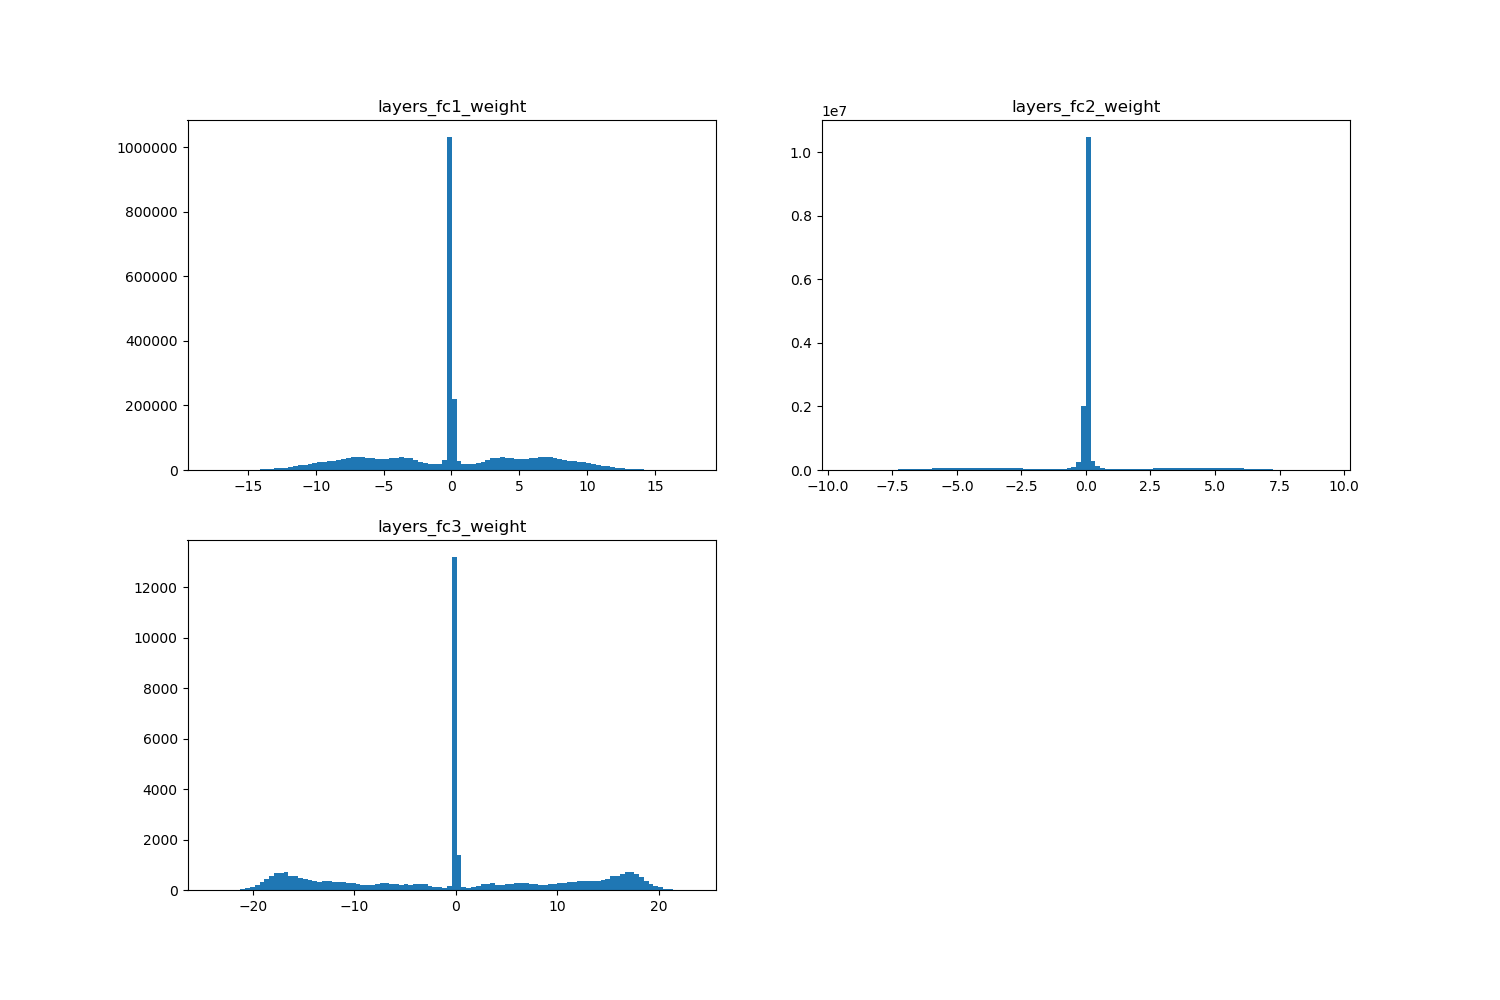 layers_fc1_weight
1000000
800000
600000
400000
200000
0
−15 −10 −5 0 5 10 15
layers_fc2_weight
1e7
1.0
0.8
0.6
0.4
0.2
0.0
−10.0 −7.5 −5.0 −2.5 0.0 2.5 5.0 7.5 10.0
layers_fc3_weight
12000
10000
8000
6000
4000
2000
0
−20 −10 0 10 20